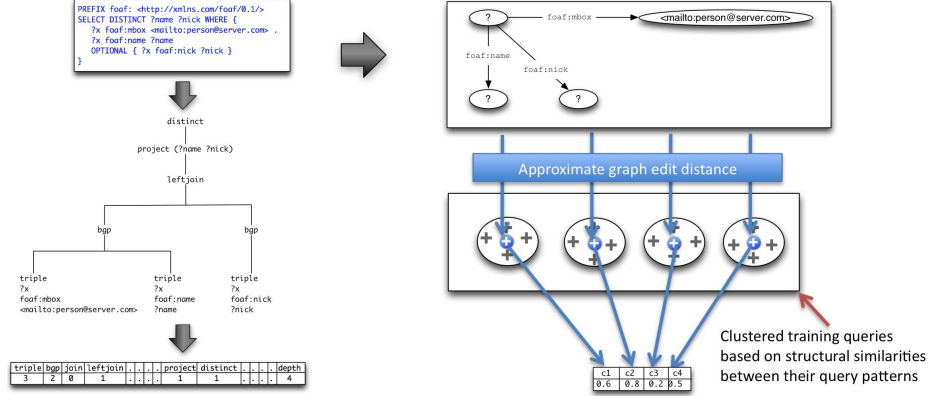 PREFIX foaf: <http://xmlns.com/foaf/0.1/>
SELECT DISTINCT ?name ?nick WHERE {
?x foaf:mbox <mailto:person@server.com> .
?x foaf:name ?name
OPTIONAL { ?x foaf:nick ?nick }
}
distinct
project (?name ?nick)
leftjoin
bgp bgp
triple triple triple
?x ?x ?x
foaf:mbox foaf:name foaf:nick
<mailto:person@server.com> ?name ?nick
triple bgp join leftjoin . . . . project distinct . . . . depth
3 2 0 1 . . . . 1 1 . . . . 4
? foaf:mbox <mailto:person@server.com>
foaf:name
foaf:nick
? ?
Approximate graph edit distance
Clustered training queries
based on structural similarities
between their query patterns
c1 c2 c3 c4
0.6 0.8 0.2 0.5